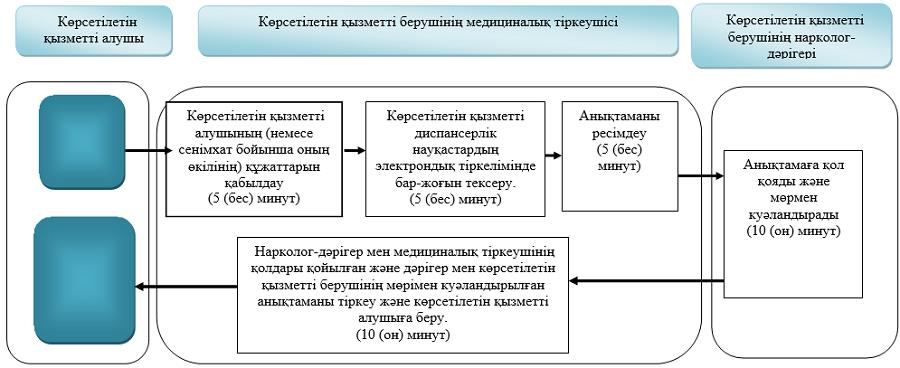 Көрсетілетін
қызметті алушы
Көрсетілетін қызметті берушінің медициналық тіркеушісі
Көрсетілетін қызметті
берушінің нарколог-
дәрігері
Көрсетілетін қызметті
алушының (немесе
сенімхат бойынша оның
өкілінің) құжаттарын
қабылдау
(5 (бес) минут)
Көрсетілетін қызметті
диспансерлік
науқастардың
электрондық тіркелімінде
бар-жоғын тексеру.
(5 (бес) минут)
Анықтаманы
ресімдеу
(5 (бес)
минут)
Анықтамаға қол
қояды және
мөрмен
куәландырады
(10 (он) минут)
Нарколог-дәрігер мен медициналық тіркеушінің
қолдары қойылған және дәрігер мен көрсетілетін
қызметті берушінің мөрімен куәландырылған
анықтаманы тіркеу және көрсетілетін қызметті
алушыға беру.
(10 (он) минут)